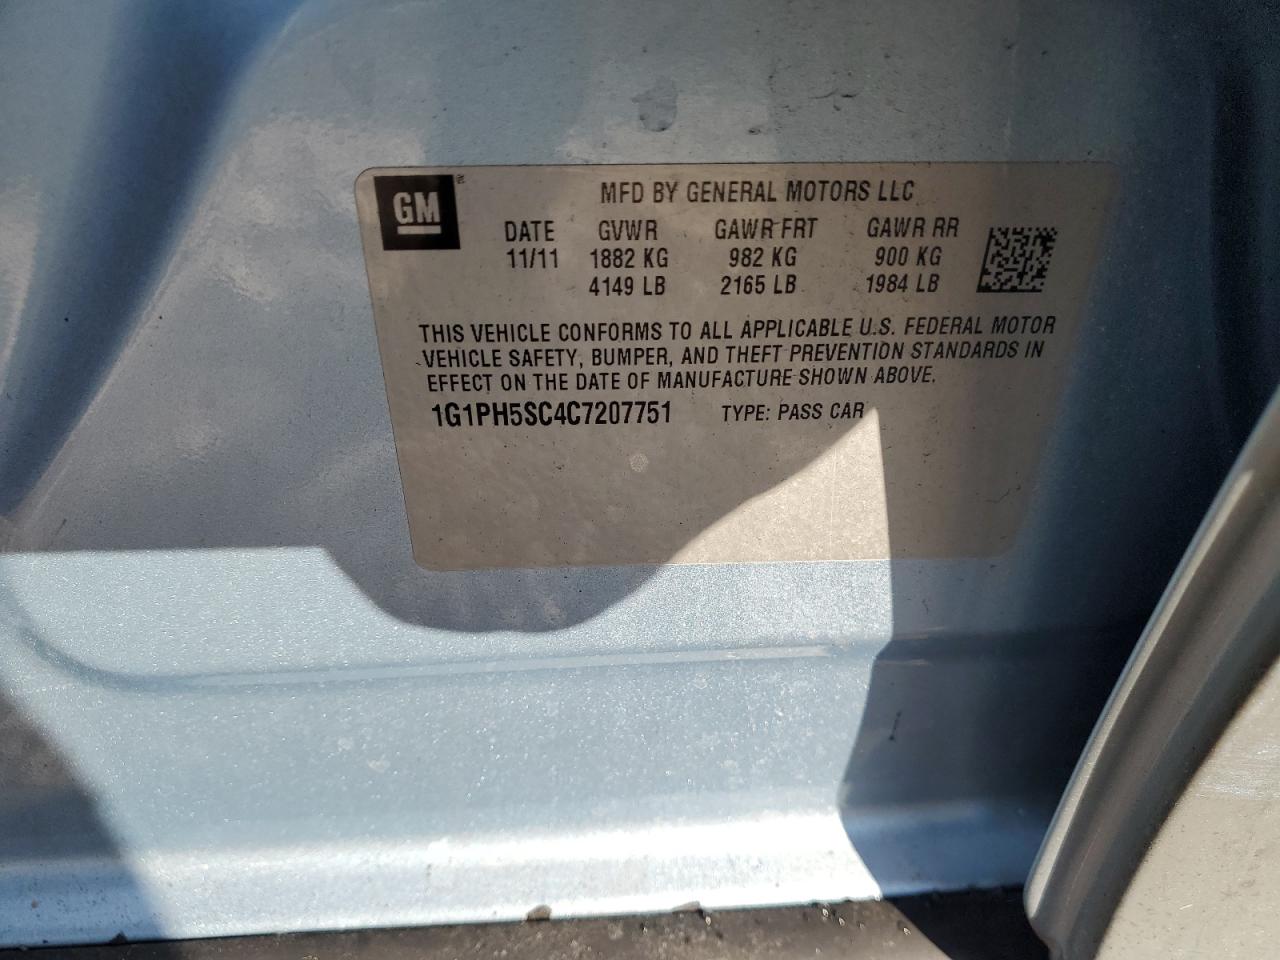 GM
MFD BY GENERAL MOTORS LLC
DATE GVWR GAWR FRT GAWR RR
11/11 1882 KG 982 KG 900 KG
4149 LB 2165 LB 1984 LB
THIS VEHICLE CONFORMS TO ALL APPLICABLE U.S. FEDERAL MOTOR
VEHICLE SAFETY, BUMPER, AND THEFT PREVENTION STANDARDS IN
EFFECT ON THE DATE OF MANUFACTURE SHOWN ABOVE.
1G1PH5SC4C7207751 TYPE: PASS CAR